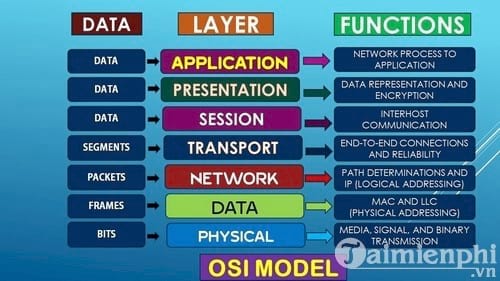 DATA LAYER FUNCTIONS
DATA APPLICATION NETWORK PROCESS TO
APPLICATION
DATA PRESENTATION DATA REPRESENTATION AND
ENCRYPTION
DATA SESSION INTERHOST
COMMUNICATION
SEGMENTS TRANSPORT END-TO-END CONNECTIONS
AND RELIABILITY
PACKETS NETWORK PATH DETERMINATIONS AND
IP (LOGICAL ADDRESSING)
FRAMES DATA MAC AND LLC
(PHYSICAL ADDRESSING)
BITS PHYSICAL MEDIA, SIGNAL, AND BINARY
TRANSMISSION
OSI MODEL
Taimienphi
.vn